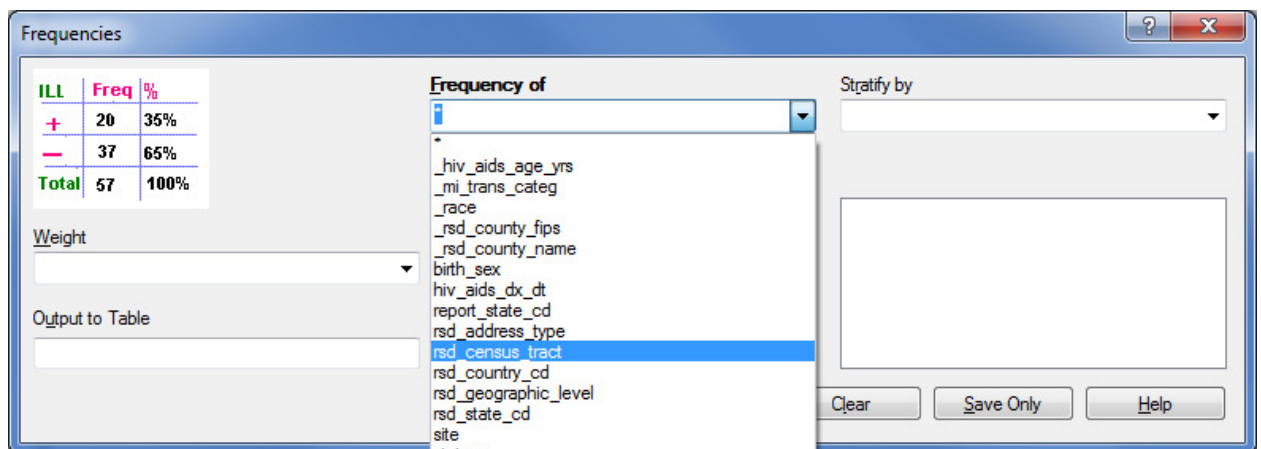 Frequencies
ILL Freq %
+ 20 35%
— 37 65%
Total 57 100%
Weight
Output to Table
Frequency of
*
*
_hiv_aids_age_yrs
_mi_trans_categ
_race
_rsd_county_fips
_rsd_county_name
birth_sex
hiv_aids_dx_dt
report_state_cd
rsd_address_type
rsd_census_tract
rsd_country_cd
rsd_geographic_level
rsd_state_cd
site
Stratify by
Clear
Save Only
Help